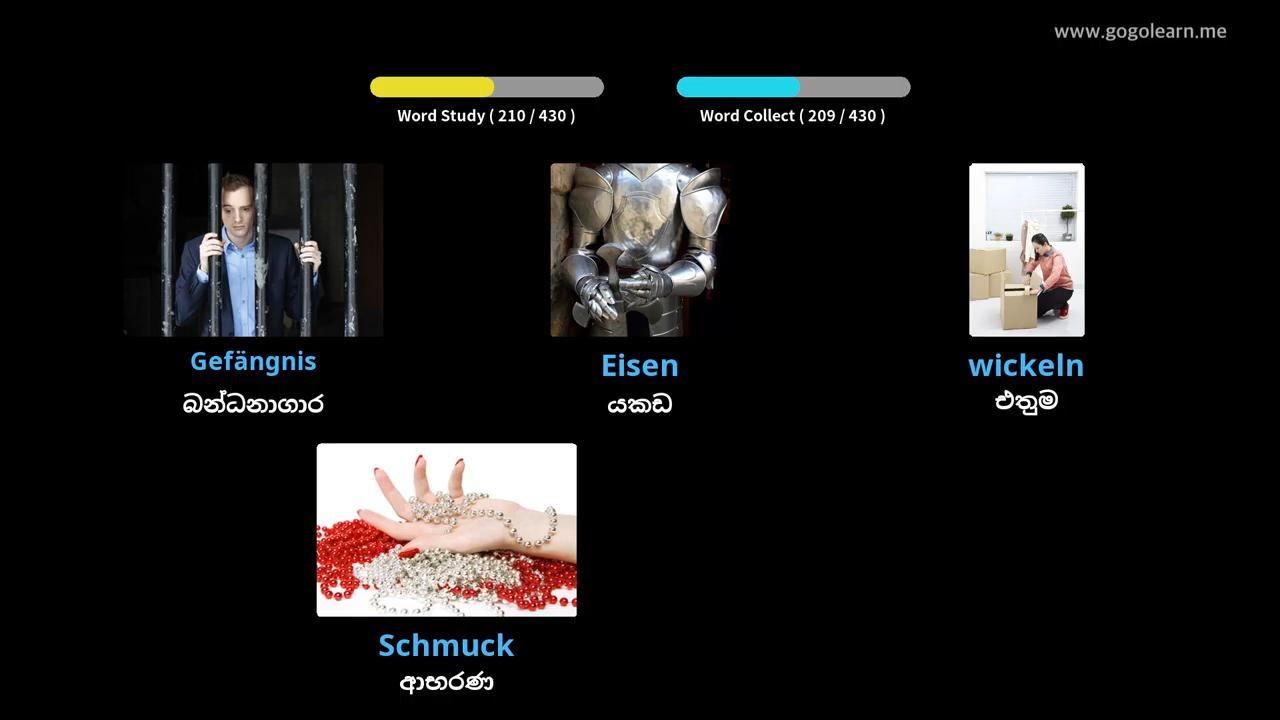 www.gogolearn.me
Word Study ( 210 / 430 )
Word Collect ( 209 / 430 )
Gefängnis
Eisen
wickeln
බන්ධනාගාර
යකඩ
එතුම
Schmuck
ආභරණ